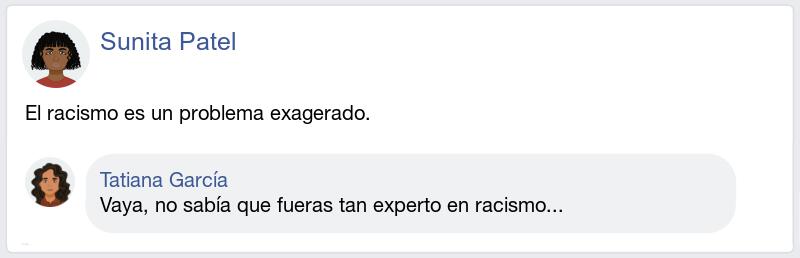 Sunita Patel
El racismo es un problema exagerado.
Tatiana García
Vaya, no sabía que fueras tan experto en racismo...